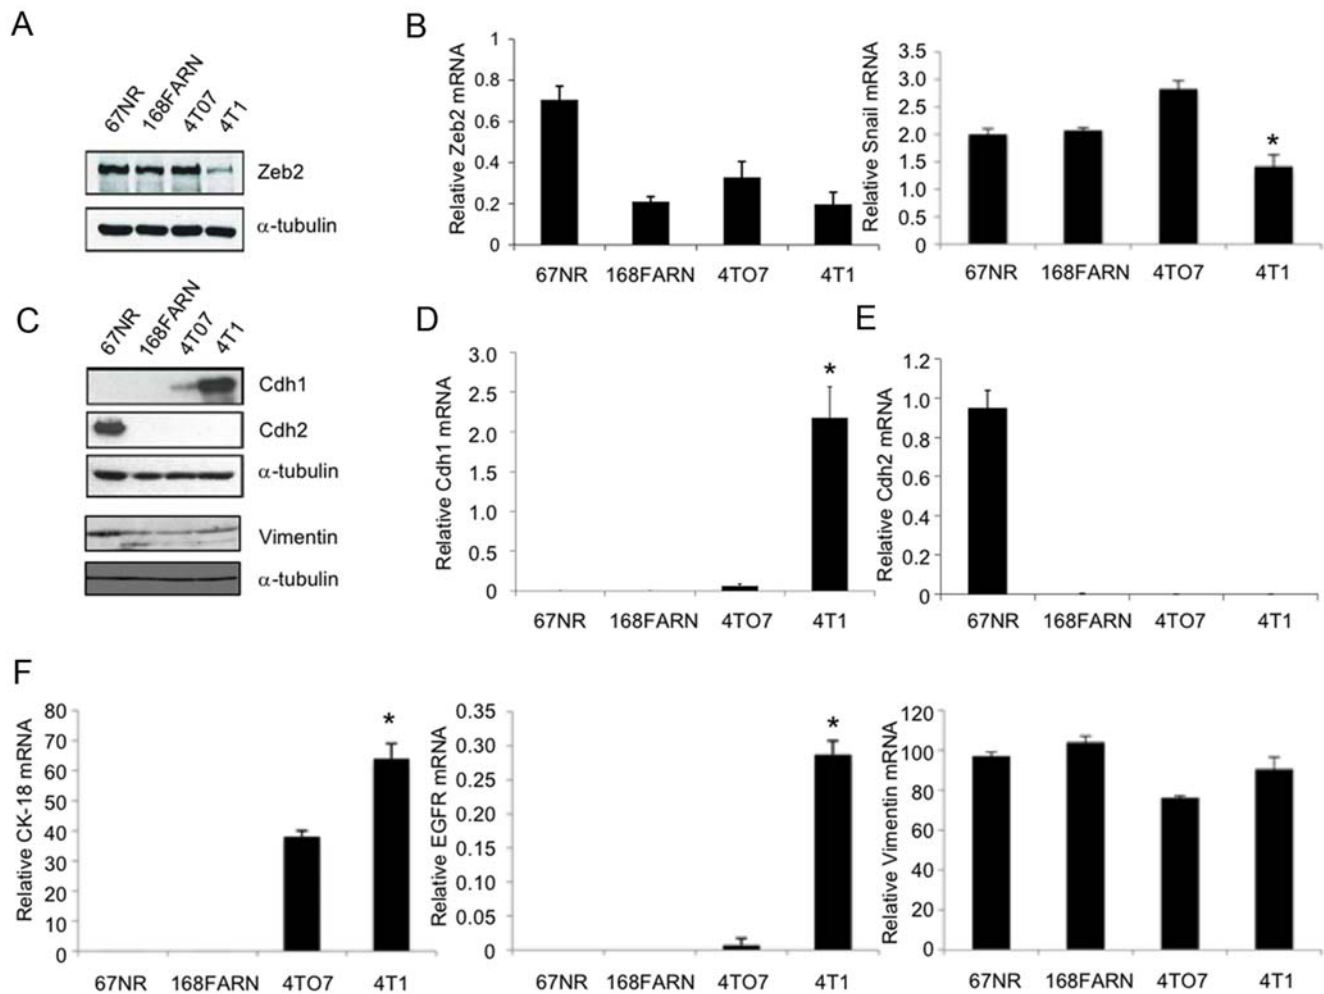 A
67NR
168FARN
4T07
4T1
Zeb2
α-tubulin
B
Relative Zeb2 mRNA
1
0.8
0.6
0.4
0.2
0
67NR 168FARN 4TO7 4T1
Relative Snail mRNA
3.5
3.0
2.5
2.0
1.5
1.0
0.5
0
*
67NR 168FARN 4TO7 4T1
C
67NR
168FARN
4T07
4T1
Cdh1
Cdh2
α-tubulin
Vimentin
α-tubulin
D
Relative Cdh1 mRNA
3.0
2.5
2.0
1.5
1.0
0.5
0
*
67NR 168FARN 4TO7 4T1
E
Relative Cdh2 mRNA
1.2
1.0
0.8
0.6
0.4
0.2
0
67NR 168FARN 4TO7 4T1
F
Relative CK-18 mRNA
80
70
60
50
40
30
20
10
0
*
67NR 168FARN 4TO7 4T1
Relative EGFR mRNA
0.35
0.30
0.25
0.20
0.15
0.10
0.05
0
*
67NR 168FARN 4TO7 4T1
Relative Vimentin mRNA
120
100
80
60
40
20
0
67NR 168FARN 4TO7 4T1